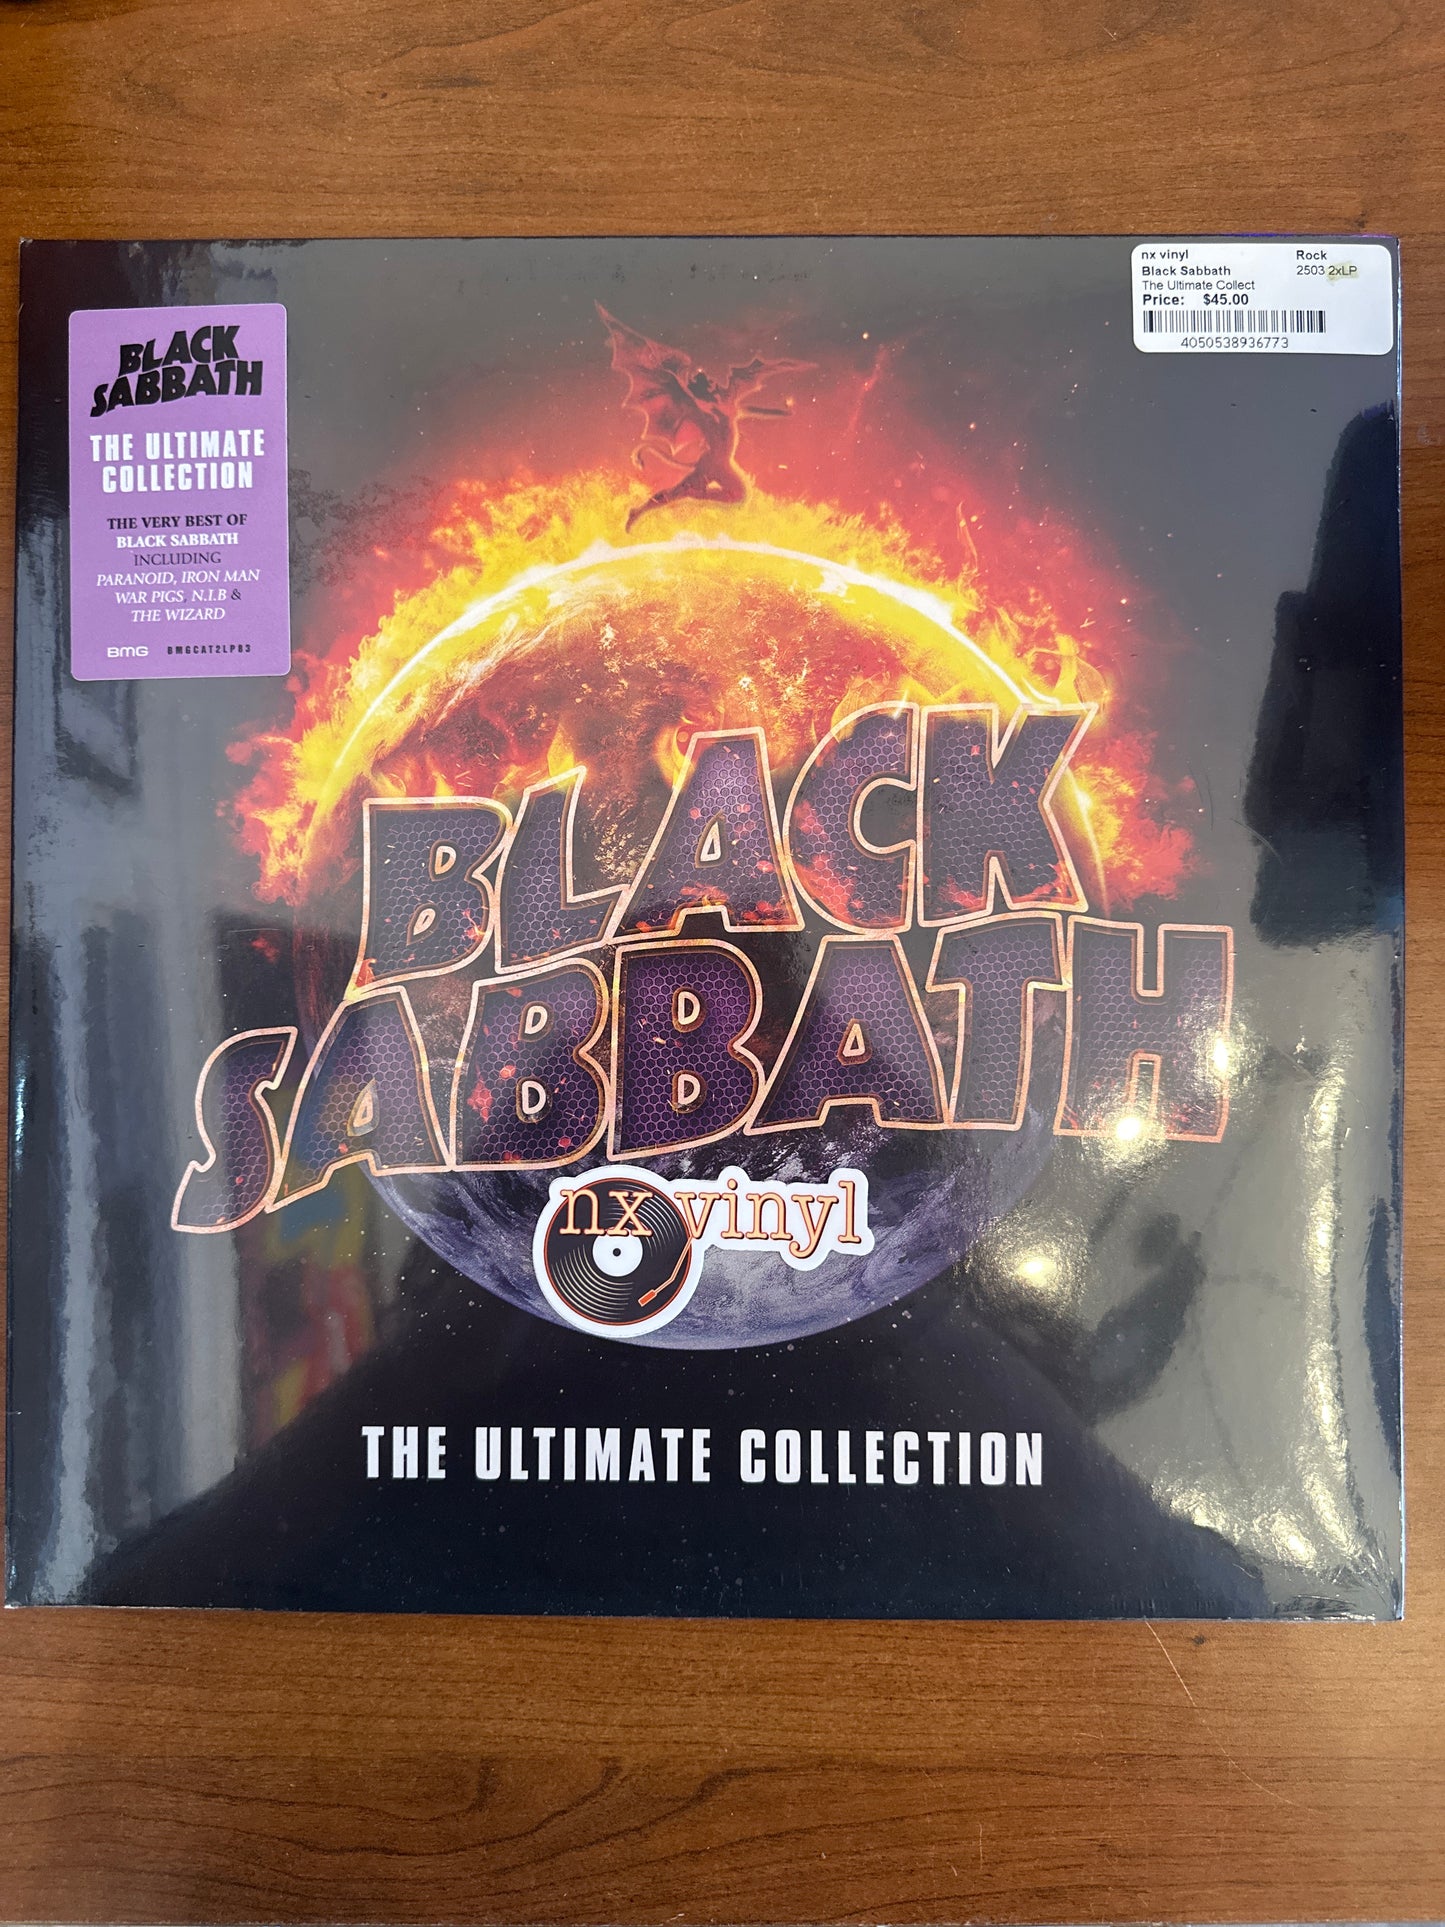 nx vinyl Rock
Black Sabbath 2503 2xLP
The Ultimate Collect
Price: $45.00
4050538936773
BLACK
SABBATH
THE ULTIMATE
COLLECTION
THE VERY BEST OF
BLACK SABBATH
INCLUDING
PARANOID, IRON MAN
WAR PIGS, N.I.B &
THE WIZARD
BMG BMGCAT2LP83
BLACK
SABBATH
nx vinyl
THE ULTIMATE COLLECTION